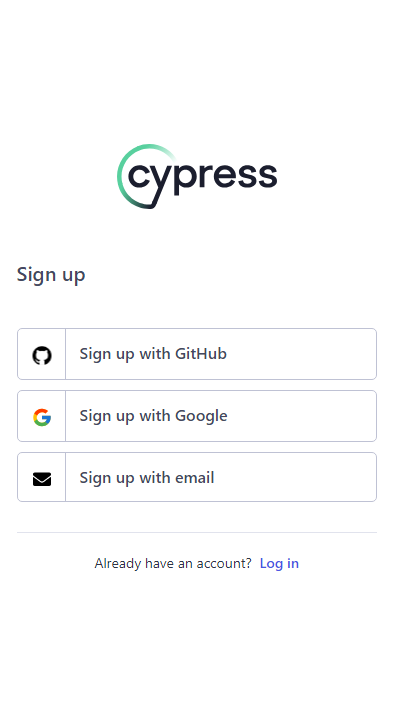 cypress
Sign up
Sign up with GitHub
Sign up with Google
Sign up with email
Already have an account? Log in